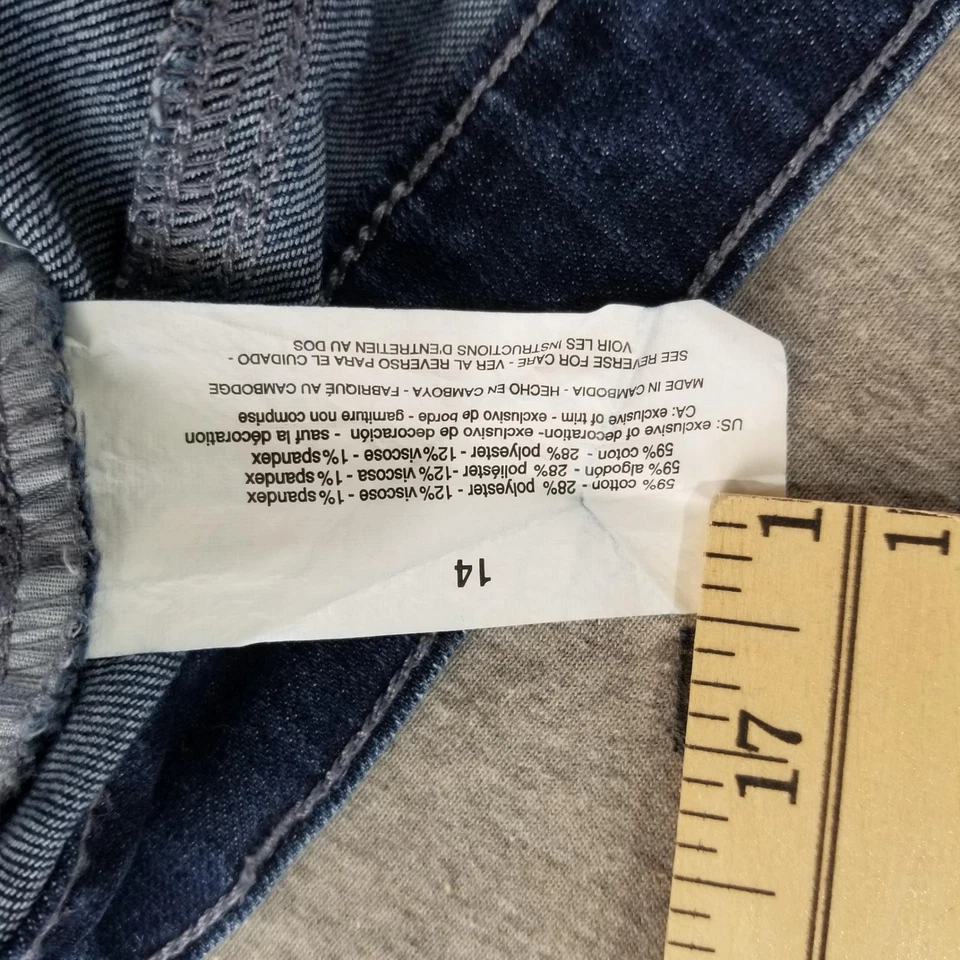 14
59% cotton - 28% polyester - 12% viscose - 1% spandex
59% algodón - 28% poliéster - 12% viscosa - 1% spandex
59% coton - 28% polyester - 12% viscose - 1% spandex
US: exclusive of decoration - exclusivo de decoración - sauf la décoration
CA: exclusive of trim - exclusivo de borde - garniture non comprise
MADE IN CAMBODIA - HECHO EN CAMBOYA - FABRIQUÉ AU CAMBODGE
SEE REVERSE FOR CARE - VER AL REVERSO PARA EL CUIDADO -
VOIR LES INSTRUCTIONS D'ENTRETIEN AU DOS
1
1
17